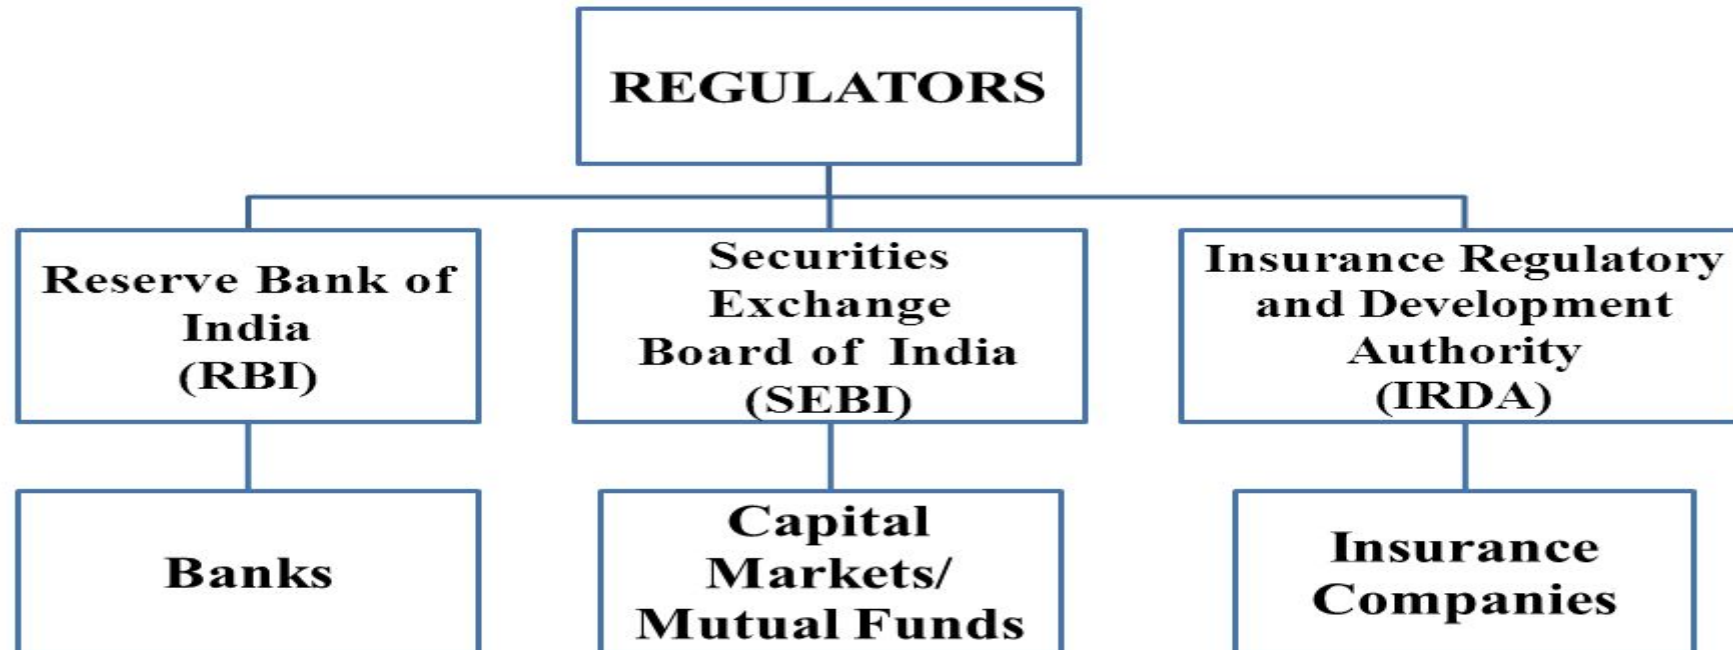 REGULATORS
Reserve Bank of
India
(RBI)
Securities
Exchange
Board of India
(SEBI)
Insurance Regulatory
and Development
Authority
(IRDA)
Banks
Capital
Markets/
Mutual Funds
Insurance
Companies